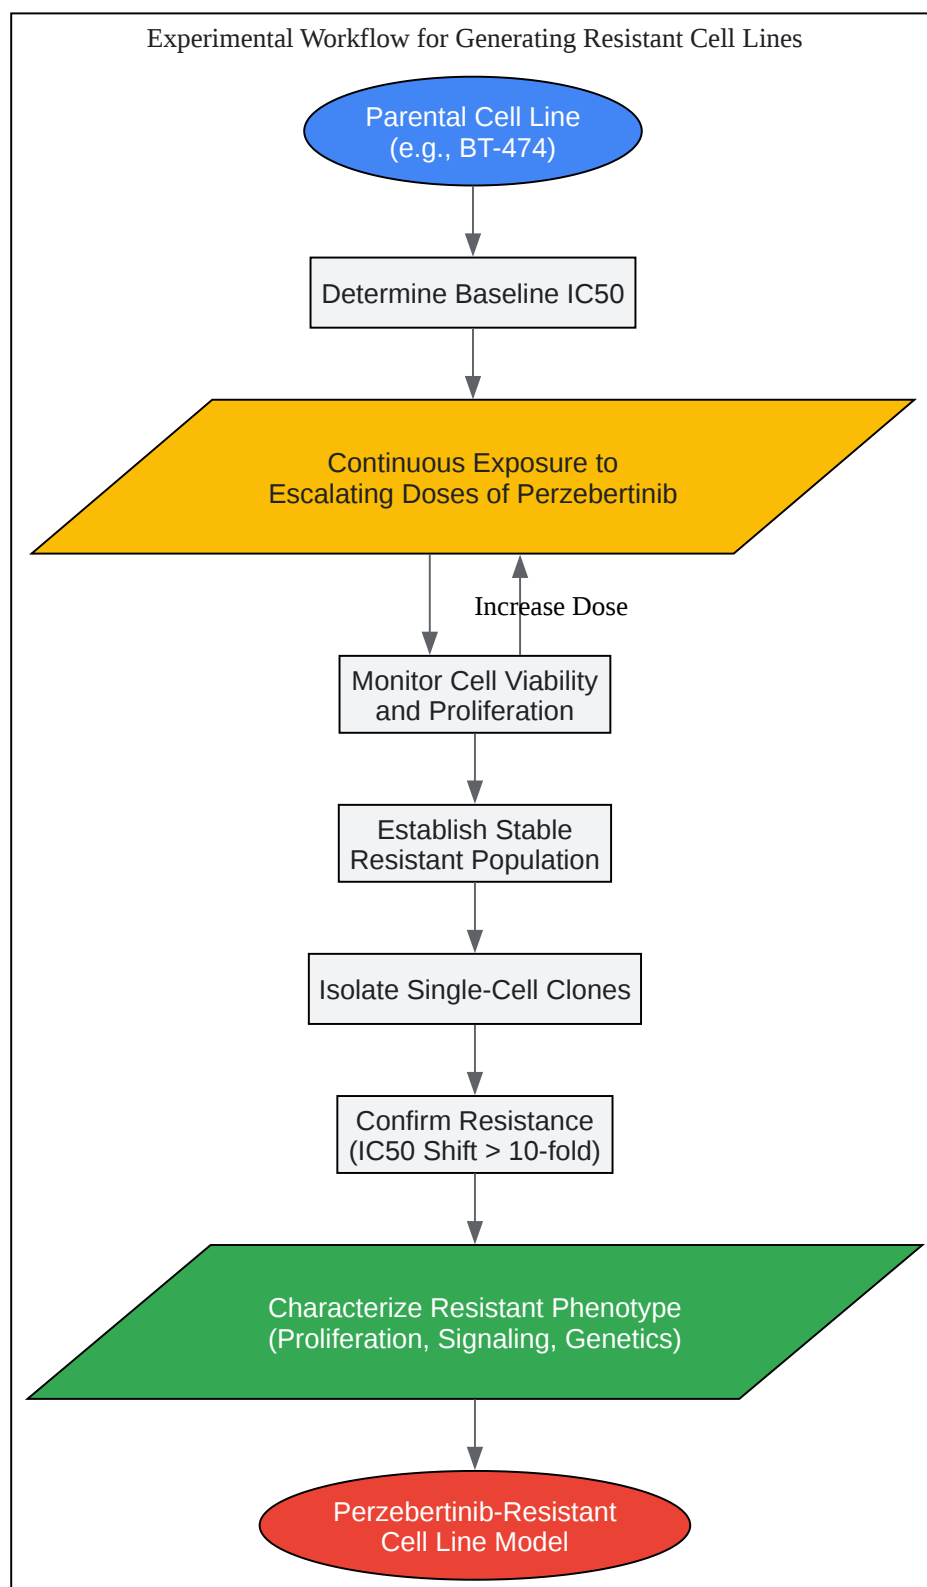 Experimental Workflow for Generating Resistant Cell Lines
Parental Cell Line
(e.g., BT-474)
Determine Baseline IC50
Continuous Exposure to
Escalating Doses of Perzebertinib
Increase Dose
Monitor Cell Viability
and Proliferation
Establish Stable
Resistant Population
Isolate Single-Cell Clones
Confirm Resistance
(IC50 Shift > 10-fold)
Characterize Resistant Phenotype
(Proliferation, Signaling, Genetics)
Perzebertinib-Resistant
Cell Line Model